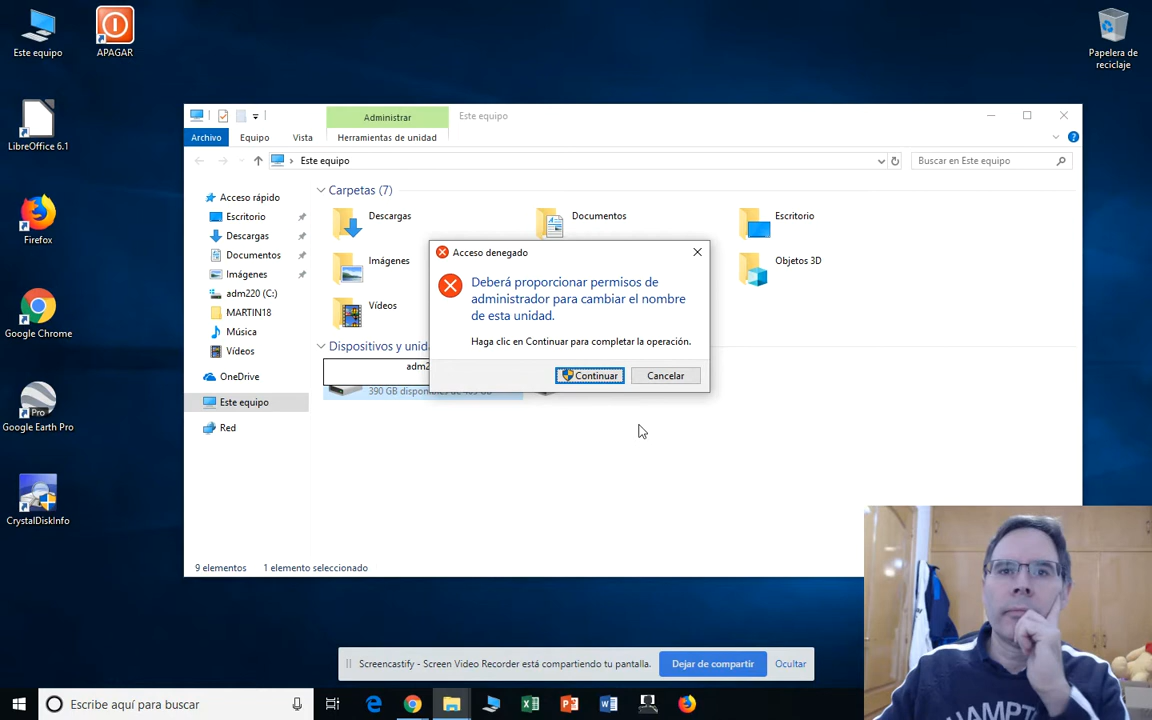 Este equipo
APAGAR
Papelera de
reciclaje
LibreOffice 6.1
Firefox
Google Chrome
Pro
Google Earth Pro
CrystalDiskInfo
Administrar
Este equipo
Archivo
Equipo
Vista
Herramientas de unidad
Este equipo
Buscar en Este equipo
Acceso rápido
Escritorio
Descargas
Documentos
Imágenes
adm220 (C:)
MARTIN18
Música
Vídeos
OneDrive
Este equipo
Red
Carpetas (7)
Descargas
Documentos
Escritorio
Imágenes
Objetos 3D
Vídeos
Dispositivos y
390 GB
Acceso denegado
Deberá proporcionar permisos de
administrador para cambiar el nombre
de esta unidad.
Haga clic en Continuar para completar la operación.
Continuar
Cancelar
9 elementos
1 elemento seleccionado
HAMPT
Screencastify - Screen Video Recorder está compartiendo tu pantalla.
Dejar de compartir
Ocultar
Escribe aquí para buscar